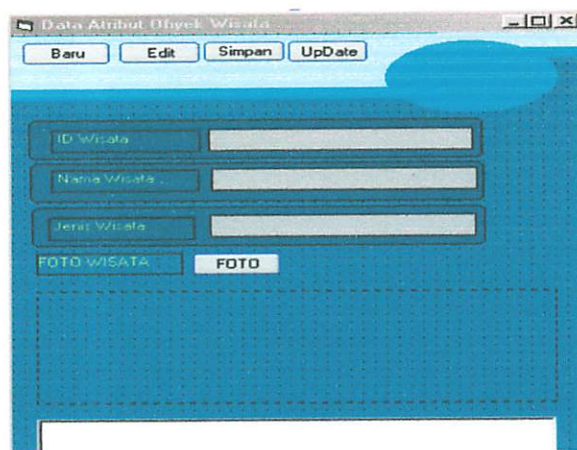 Data Atribut Obyek Wisata
Baru Edit Simpan UpDate
ID Wisata
Nama Wisata
Jenis Wisata
FOTO WISATA FOTO